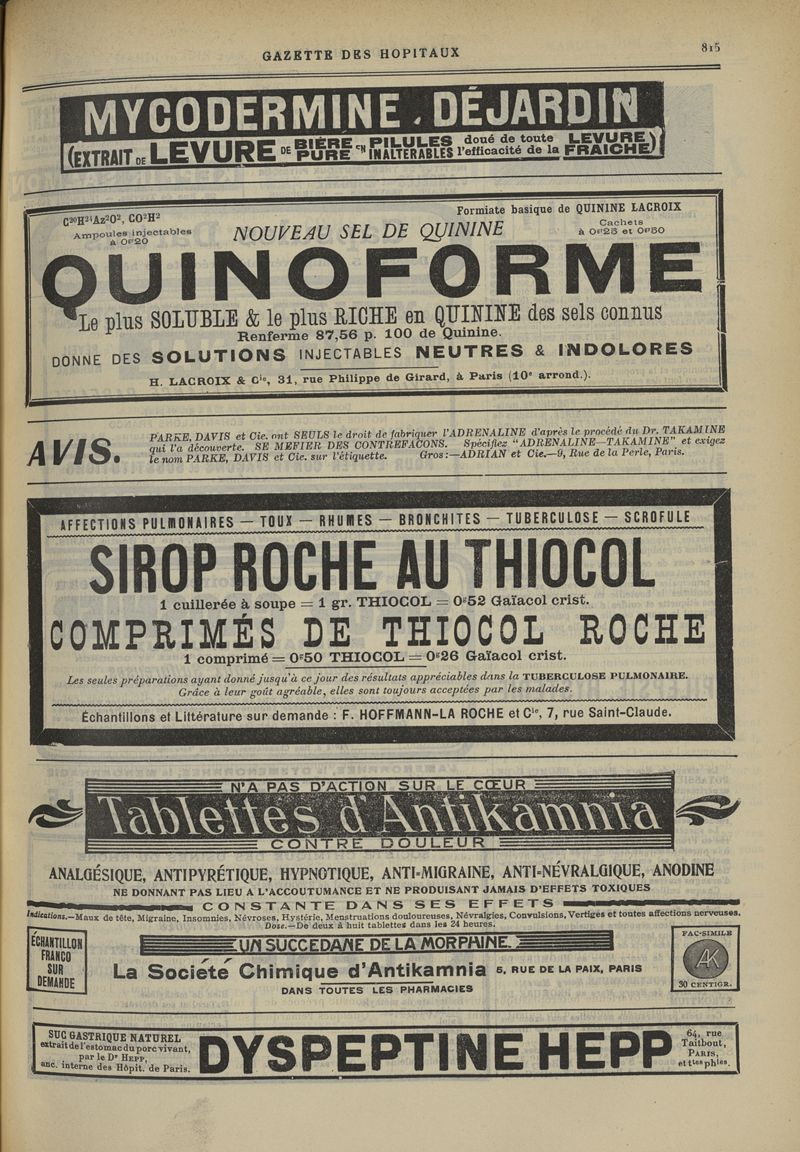 GAZETTE DES HOPITAUX
815
MYCODERMINE DÉJARDIN
(EXTRAIT DE LEVURE DE BIÈRE PURE EN PILULES INALTÉRABLES doué de toute l'efficacité de la LEVURE FRAICHE)
C²⁰H²⁴Az²O², CO²H²
Formiate basique de QUININE LACROIX
Ampoules injectables
à 0ᶠʳ20
NOUVEAU SEL DE QUININE
Cachets
à 0ᵍʳ25 et 0ᵍʳ50
QUINOFORME
Le plus SOLUBLE & le plus RICHE en QUININE des sels connus
Renferme 87,56 p. 100 de Quinine.
DONNE DES SOLUTIONS INJECTABLES NEUTRES & INDOLORES
H. LACROIX & Cⁱᵉ, 31, rue Philippe de Girard, à Paris (10ᵉ arrond.).
AVIS.
PARKE, DAVIS et Cie. ont SEULS le droit de fabriquer l'ADRENALINE d'après le procédé du Dr. TAKAMINE
qui l'a découverte. SE MEFIER DES CONTREFACONS. Spécifiez "ADRENALINE—TAKAMINE" et exigez
le nom PARKE, DAVIS et Cie. sur l'étiquette. Gros:—ADRIAN et Cie.—9, Rue de la Perle, Paris.
AFFECTIONS PULMONAIRES — TOUX — RHUMES — BRONCHITES — TUBERCULOSE — SCROFULE
SIROP ROCHE AU THIOCOL
1 cuillerée à soupe = 1 gr. THIOCOL = 0ᵍ52 Gaïacol crist.
COMPRIMÉS DE THIOCOL ROCHE
1 comprimé = 0ᵍ50 THIOCOL = 0ᵍ26 Gaïacol crist.
Les seules préparations ayant donné jusqu'à ce jour des résultats appréciables dans la TUBERCULOSE PULMONAIRE.
Grâce à leur goût agréable, elles sont toujours acceptées par les malades.
Échantillons et Littérature sur demande : F. HOFFMANN-LA ROCHE et Cⁱᵉ, 7, rue Saint-Claude.
N'A PAS D'ACTION SUR LE CŒUR
Tablettes d'Antikamnia
CONTRE DOULEUR
ANALGÉSIQUE, ANTIPYRÉTIQUE, HYPNOTIQUE, ANTI-MIGRAINE, ANTI-NÉVRALGIQUE, ANODINE
NE DONNANT PAS LIEU A L'ACCOUTUMANCE ET NE PRODUISANT JAMAIS D'EFFETS TOXIQUES
CONSTANTE DANS SES EFFETS
Indications.—Maux de tête, Migraine, Insomnies, Névroses, Hystérie, Menstruations douloureuses, Névralgies, Convulsions, Vertiges et toutes affections nerveuses.
Dose.—De deux à huit tablettes dans les 24 heures.
ÉCHANTILLON
FRANCO
SUR
DEMANDE
UN SUCCÉDANÉ DE LA MORPHINE.
La Société Chimique d'Antikamnia 5, RUE DE LA PAIX, PARIS
DANS TOUTES LES PHARMACIES
FAC-SIMILE
AK
30 CENTIGR.
SUC GASTRIQUE NATUREL
extrait de l'estomac du porc vivant,
par le Dʳ HEPP,
anc. interne des Hôpit. de Paris.
DYSPEPTINE HEPP
64, rue
Taitbout,
PARIS,
et tᵗᵉˢ phⁱᵉˢ.